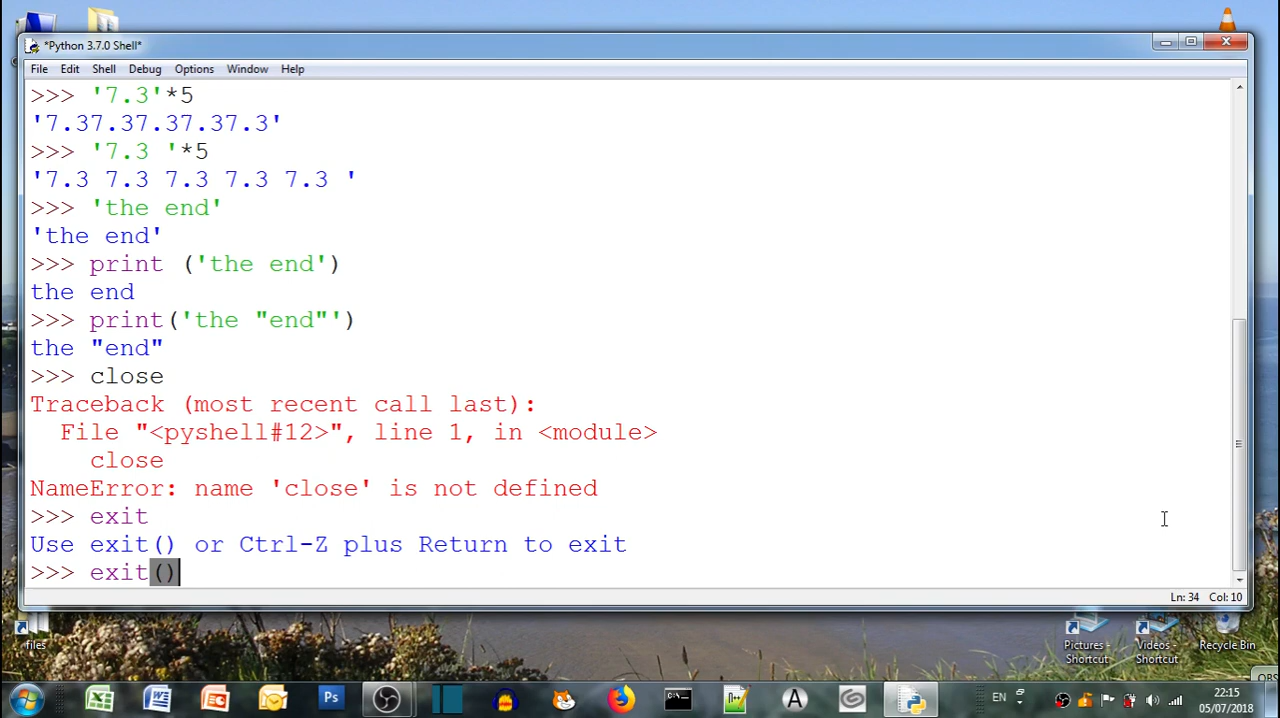 *Python 3.7.0 Shell*
File Edit Shell Debug Options Window Help
>>> '7.3'*5
'7.37.37.37.37.3'
>>> '7.3 '*5
'7.3 7.3 7.3 7.3 7.3 '
>>> 'the end'
'the end'
>>> print ('the end')
the end
>>> print('the "end"')
the "end"
>>> close
Traceback (most recent call last):
  File "<pyshell#12>", line 1, in <module>
    close
NameError: name 'close' is not defined
>>> exit
Use exit() or Ctrl-Z plus Return to exit
>>> exit()
Ln: 34 Col: 10
files
Pictures - Shortcut
Videos - Shortcut
Recycle Bin
OBS
Ps
A
EN
22:15
05/07/2018